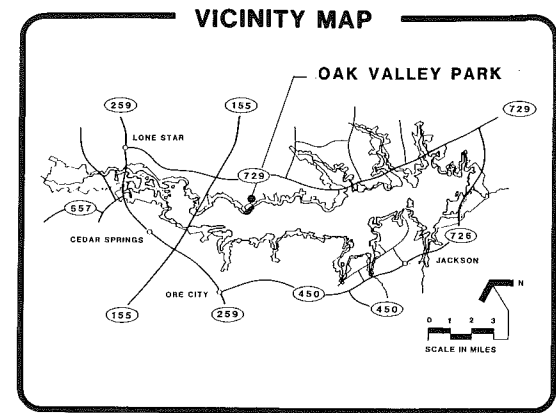 VICINITY MAP
OAK VALLEY PARK
259
155
729
LONE STAR
729
557
CEDAR SPRINGS
726
JACKSON
ORE CITY
450
155
259
450
N
0 1 2 3
SCALE IN MILES